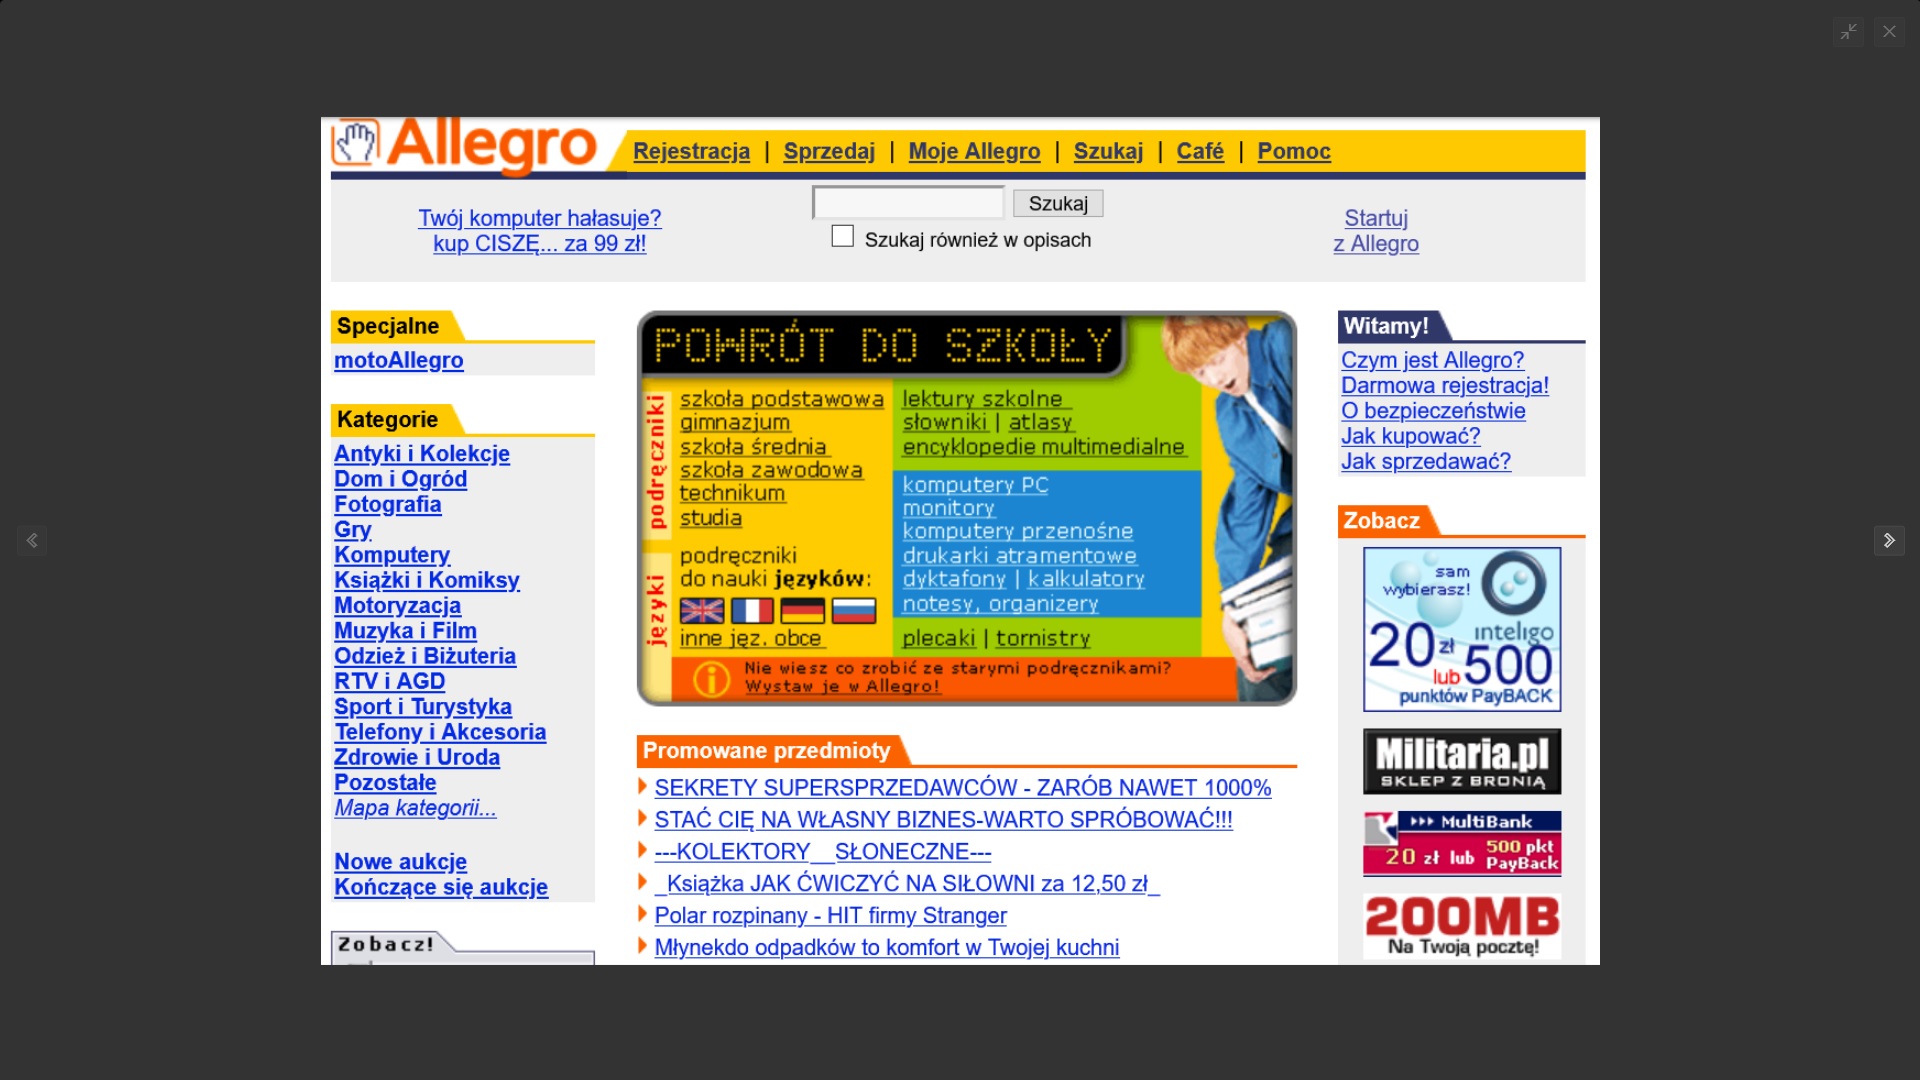 Allegro
Rejestracja | Sprzedaj | Moje Allegro | Szukaj | Café | Pomoc
Twój komputer hałasuje?
kup CISZĘ... za 99 zł!
Szukaj
Szukaj również w opisach
Startuj
z Allegro
Specjalne
motoAllegro
Kategorie
Antyki i Kolekcje
Dom i Ogród
Fotografia
Gry
Komputery
Książki i Komiksy
Motoryzacja
Muzyka i Film
Odzież i Biżuteria
RTV i AGD
Sport i Turystyka
Telefony i Akcesoria
Zdrowie i Uroda
Pozostałe
Mapa kategorii...
Nowe aukcje
Kończące się aukcje
Zobacz!
POWRÓT DO SZKOŁY
podręczniki
szkoła podstawowa
gimnazjum
szkoła średnia
szkoła zawodowa
technikum
studia
języki
podręczniki
do nauki języków:
inne jęz. obce
lektury szkolne
słowniki | atlasy
encyklopedie multimedialne
komputery PC
monitory
komputery przenośne
drukarki atramentowe
dyktafony | kalkulatory
notesy, organizery
plecaki | tornistry
Nie wiesz co zrobić ze starymi podręcznikami?
Wystaw je w Allegro!
Promowane przedmioty
SEKRETY SUPERSPRZEDAWCÓW - ZARÓB NAWET 1000%
STAĆ CIĘ NA WŁASNY BIZNES-WARTO SPRÓBOWAĆ!!!
---KOLEKTORY__SŁONECZNE---
_Książka JAK ĆWICZYĆ NA SIŁOWNI za 12,50 zł_
Polar rozpinany - HIT firmy Stranger
Młynekdo odpadków to komfort w Twojej kuchni
Witamy!
Czym jest Allegro?
Darmowa rejestracja!
O bezpieczeństwie
Jak kupować?
Jak sprzedawać?
Zobacz
sam
wybierasz!
inteligo
20 zł
lub 500
punktów PayBACK
Militaria.pl
SKLEP Z BRONIĄ
MultiBank
20 zł lub 500 pkt
PayBack
200MB
Na Twoją pocztę!